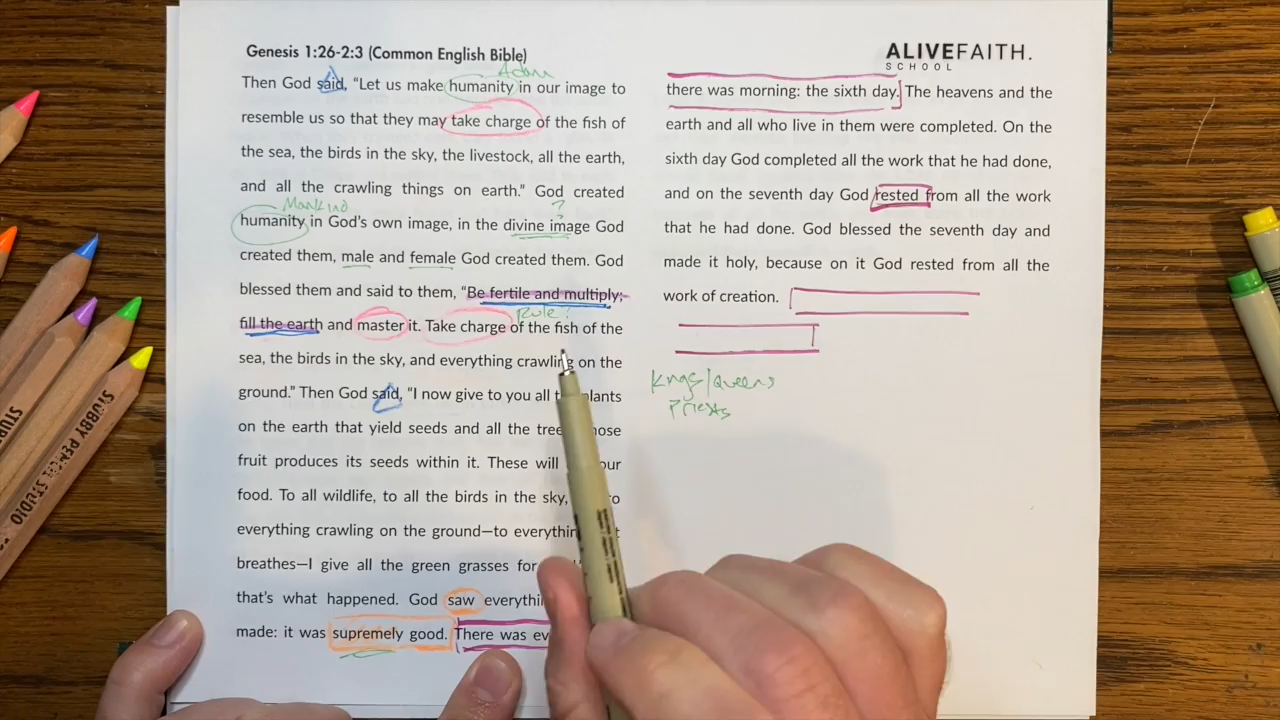 Genesis 1:26-2:3 (Common English Bible)
Adam
Then God said, “Let us make humanity in our image to
resemble us so that they may take charge of the fish of
the sea, the birds in the sky, the livestock, all the earth,
and all the crawling things on earth.” God created
Mankind ?
humanity in God’s own image, in the divine image God
created them, male and female God created them. God
blessed them and said to them, “Be fertile and multiply;
fill the earth and master it. Take charge of the fish of the
Rule?
sea, the birds in the sky, and everything crawling on the
ground.” Then God said, “I now give to you all plants
on the earth that yield seeds and all the
fruit produces its seeds within it. These will
food. To all wildlife, to all the birds in the sky,
everything crawling on the ground—to
breathes—I give all the green grasses for
that’s what happened. God saw
made: it was supremely good. There was
ALIVEFAITH.
SCHOOL
there was morning: the sixth day. The heavens and the
earth and all who live in them were completed. On the
sixth day God completed all the work that he had done,
and on the seventh day God rested from all the work
that he had done. God blessed the seventh day and
made it holy, because on it God rested from all the
work of creation.
Kngs/Queens
Priests
STUBBY PENCIL STUDIO
STUBBY PE